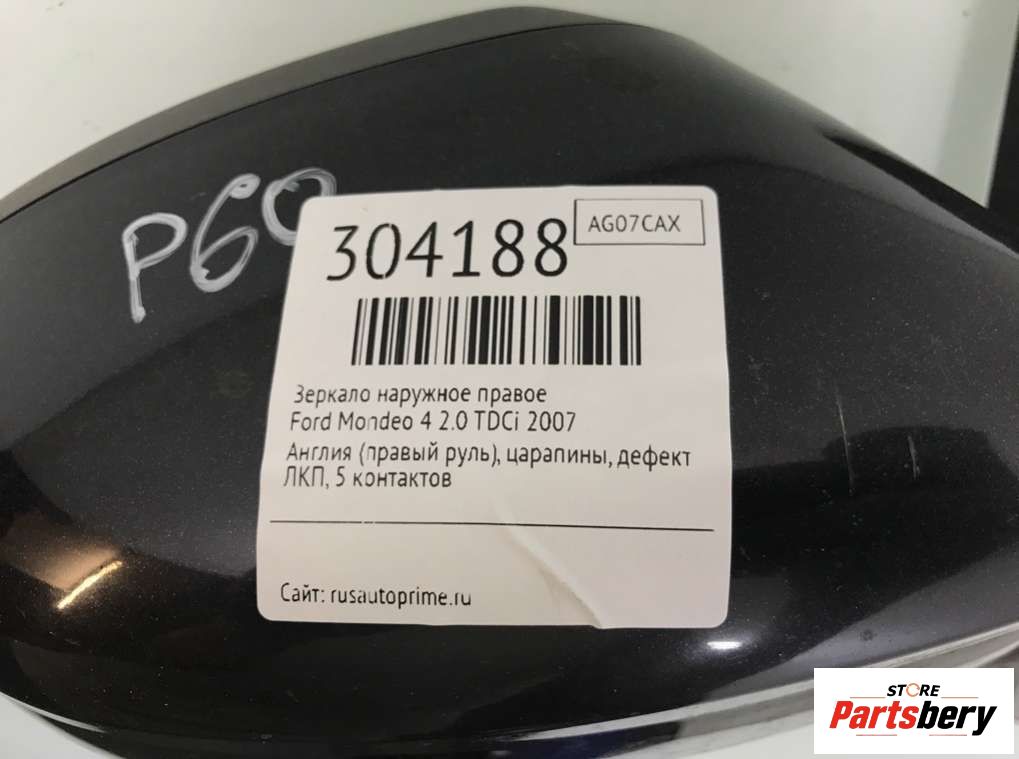 P60
304188
AG07CAX
Зеркало наружное правое
Ford Mondeo 4 2.0 TDCi 2007
Англия (правый руль), царапины, дефект
ЛКП, 5 контактов
Сайт: rusautoprime.ru
STORE
Partsbery